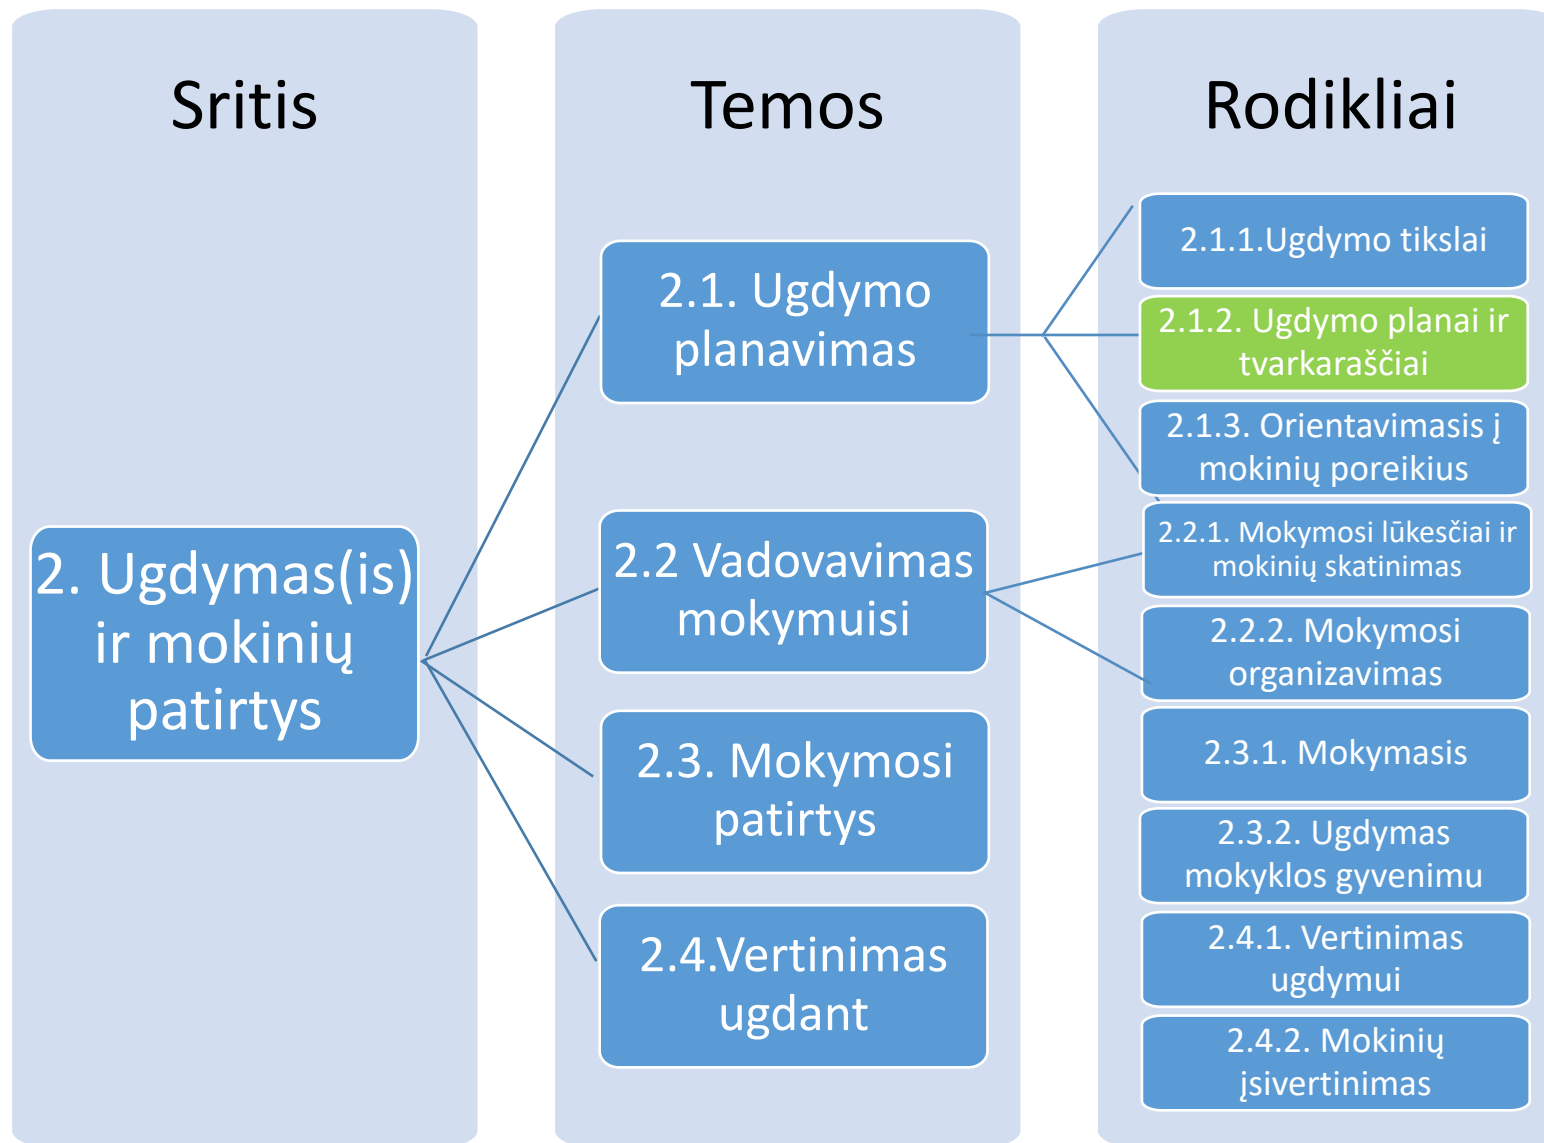 Sritis
2. Ugdymas(is)
ir mokinių
patirtys
Temos
2.1. Ugdymo
planavimas
2.2 Vadovavimas
mokymuisi
2.3. Mokymosi
patirtys
2.4.Vertinimas
ugdant
Rodikliai
2.1.1.Ugdymo tikslai
2.1.2. Ugdymo planai ir
tvarkaraščiai
2.1.3. Orientavimasis į
mokinių poreikius
2.2.1. Mokymosi lūkesčiai ir
mokinių skatinimas
2.2.2. Mokymosi
organizavimas
2.3.1. Mokymasis
2.3.2. Ugdymas
mokyklos gyvenimu
2.4.1. Vertinimas
ugdymui
2.4.2. Mokinių
įsivertinimas